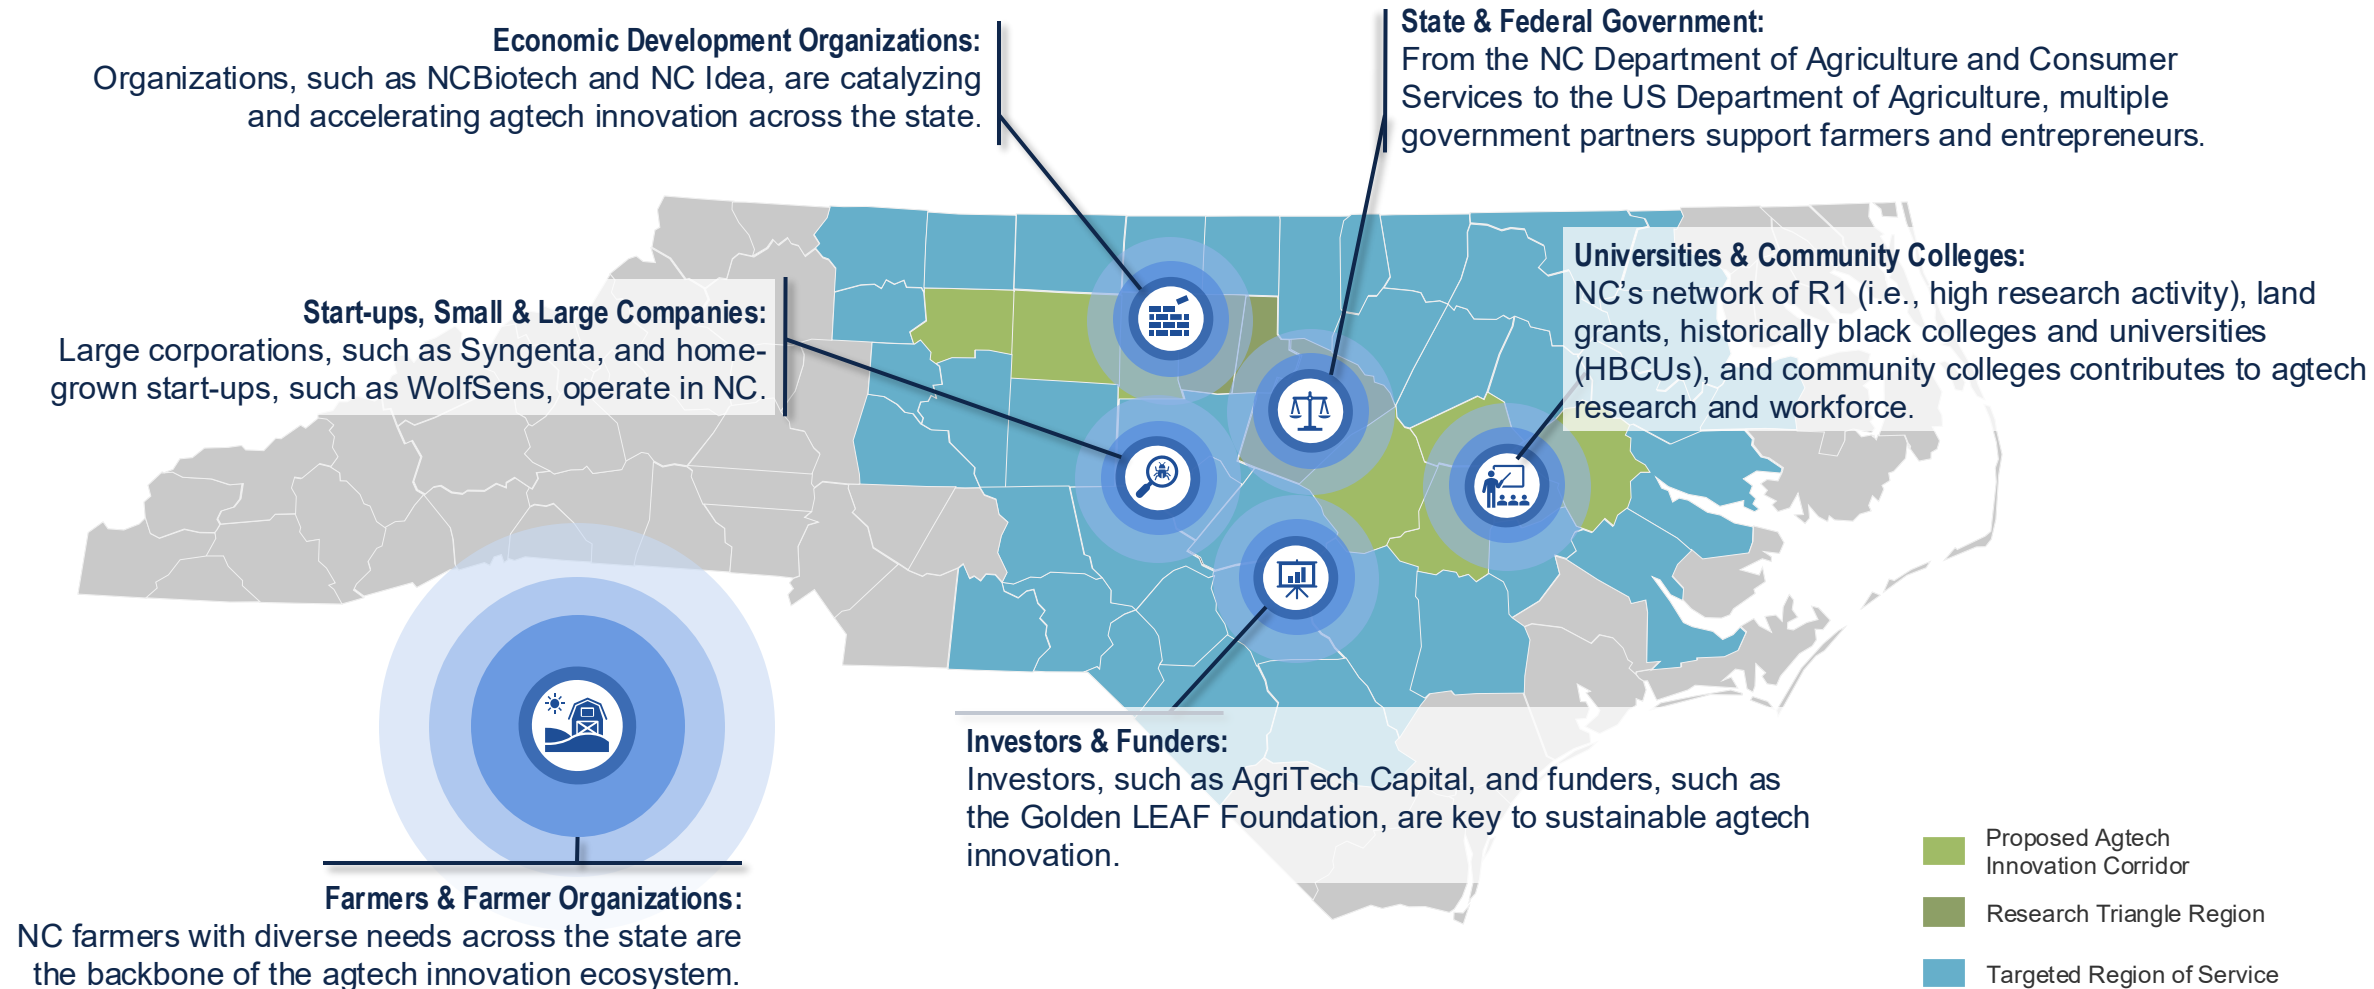 Economic Development Organizations:
Organizations, such as NCBiotech and NC Idea, are catalyzing
and accelerating agtech innovation across the state.
State & Federal Government:
From the NC Department of Agriculture and Consumer
Services to the US Department of Agriculture, multiple
government partners support farmers and entrepreneurs.
Start-ups, Small & Large Companies:
Large corporations, such as Syngenta, and home-
grown start-ups, such as WolfSens, operate in NC.
Universities & Community Colleges:
NC’s network of R1 (i.e., high research activity), land
grants, historically black colleges and universities
(HBCUs), and community colleges contributes to agtech
research and workforce.
Investors & Funders:
Investors, such as AgriTech Capital, and funders, such as
the Golden LEAF Foundation, are key to sustainable agtech
innovation.
Farmers & Farmer Organizations:
NC farmers with diverse needs across the state are
the backbone of the agtech innovation ecosystem.
Proposed Agtech
Innovation Corridor
Research Triangle Region
Targeted Region of Service